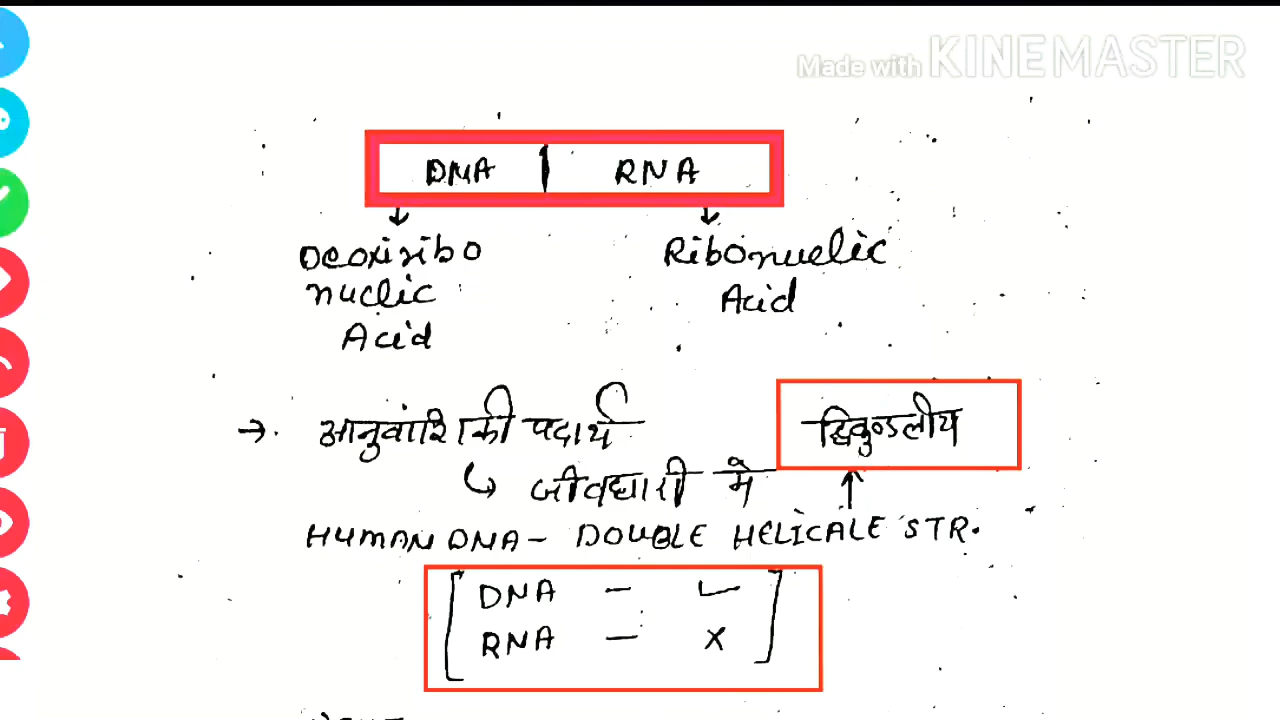 Made with KINEMASTER
DNA | RNA
Deoxiribo Ribonuclic
nuclic Acid
Acid
→ आनुवांशिकी पदार्थ द्विकुण्डलीय
↳ जीवधारी मे
HUMAN DNA - DOUBLE HELICALE STR.
DNA - ✓
RNA - x